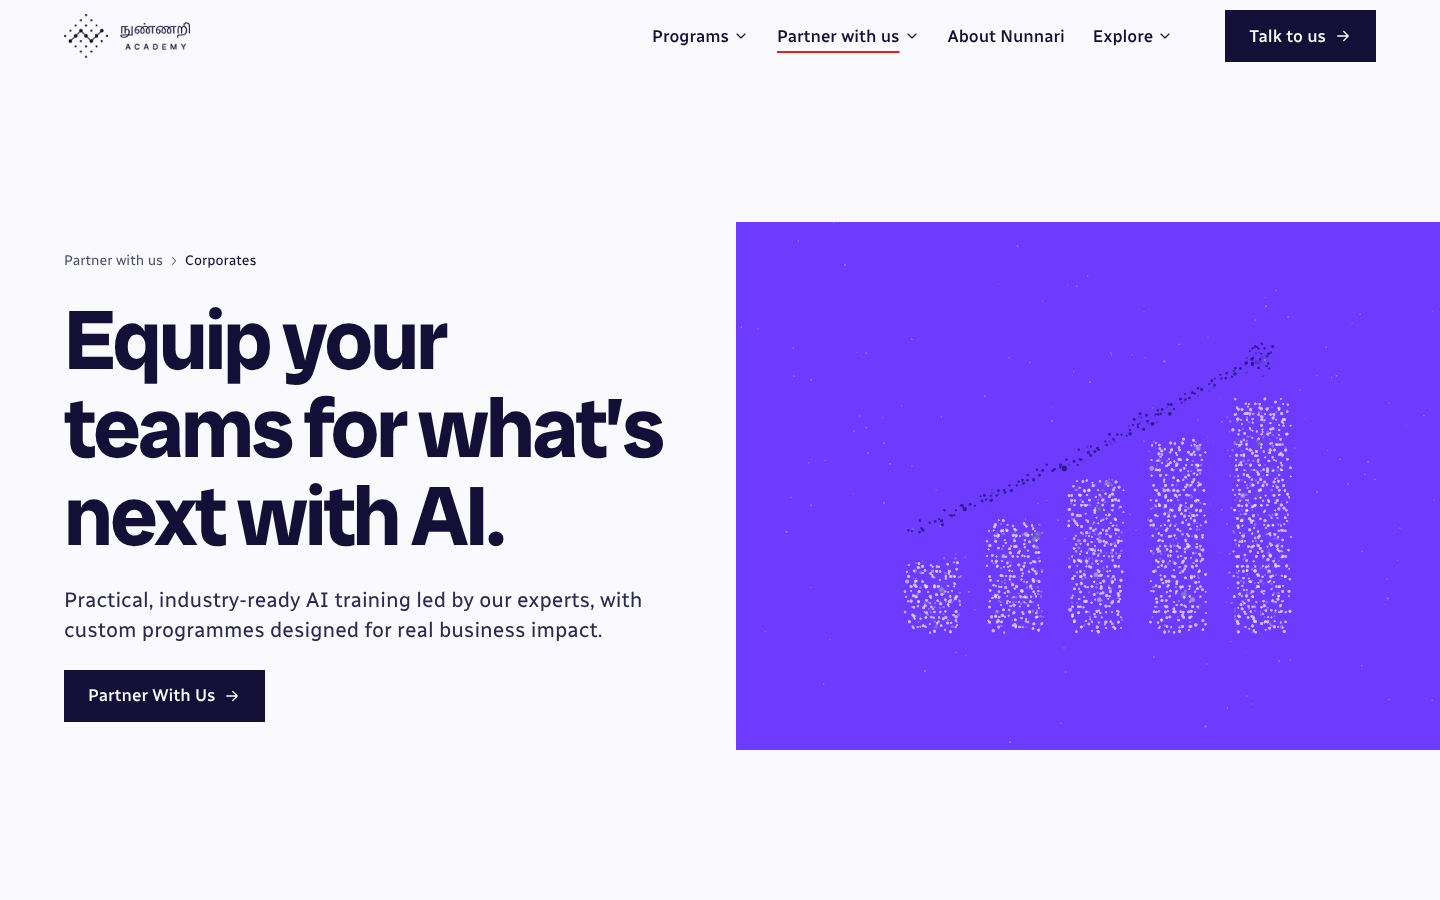 நுண்ணறி
ACADEMY
Programs
Partner with us
About Nunnari
Explore
Talk to us
Partner with us > Corporates
Equip your
teams for what's
next with AI.
Practical, industry-ready AI training led by our experts, with
custom programmes designed for real business impact.
Partner With Us